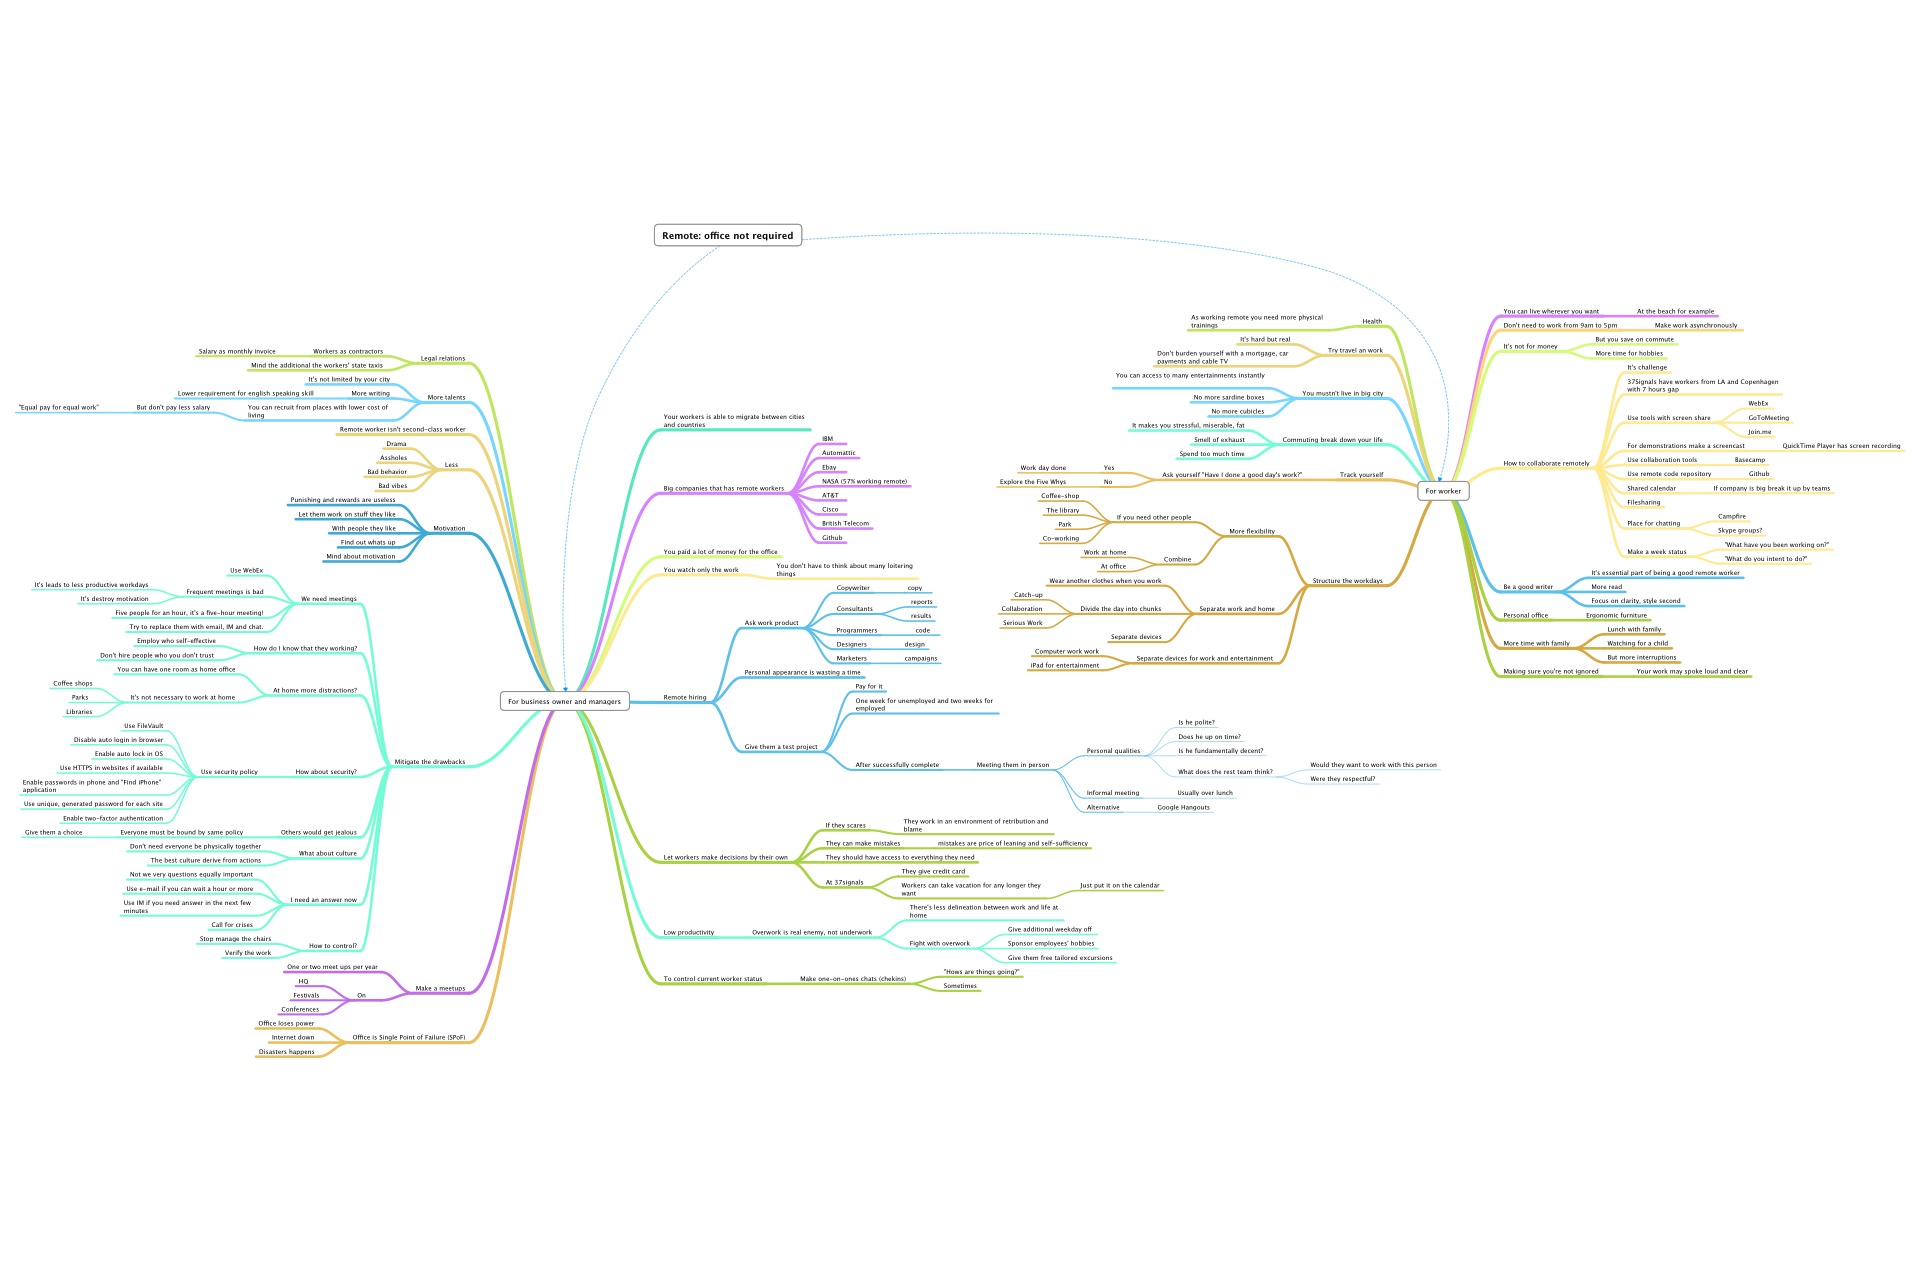 Remote: office not required
For business owner and managers
Legal relations
Workers as contractors
Salary as monthly invoice
Mind the additional the workers' state taxis
More talents
It's not limited by your city
More writing
Lower requirement for english speaking skill
You can recruit from places with lower cost of
living
But don't pay less salary
"Equal pay for equal work"
Remote worker isn't second-class worker
Less
Drama
Assholes
Bad behavior
Bad vibes
Motivation
Punishing and rewards are useless
Let them work on stuff they like
With people they like
Find out whats up
Mind about motivation
Mitigate the drawbacks
We need meetings
Use WebEx
Frequent meetings is bad
It's leads to less productive workdays
It's destroy motivation
Five people for an hour, it's a five-hour meeting!
Try to replace them with email, IM and chat.
How do I know that they working?
Employ who self-effective
Don't hire people who you don't trust
At home more distractions?
You can have one room as home office
It's not necessary to work at home
Coffee shops
Parks
Libraries
How about security?
Use security policy
Use FileVault
Disable auto login in browser
Enable auto lock in OS
Use HTTPS in websites if available
Enable passwords in phone and "Find iPhone"
application
Use unique, generated password for each site
Enable two-factor authentication
Others would get jealous
Everyone must be bound by same policy
Give them a choice
What about culture
Don't need everyone be physically together
The best culture derive from actions
I need an answer now
Not we very questions equally important
Use e-mail if you can wait a hour or more
Use IM if you need answer in the next few
minutes
Call for crises
How to control?
Stop manage the chairs
Verify the work
Make a meetups
One or two meet ups per year
On
HQ
Festivals
Conferences
Office is Single Point of Failure (SPoF)
Office loses power
Internet down
Disasters happens
Your workers is able to migrate between cities
and countries
Big companies that has remote workers
IBM
Automattic
Ebay
NASA (57% working remote)
AT&T
Cisco
British Telecom
Github
You paid a lot of money for the office
You watch only the work
You don't have to think about many loitering
things
Remote hiring
Ask work product
Copywriter
copy
Consultants
reports
results
Programmers
code
Designers
design
Marketers
campaigns
Personal appearance is wasting a time
Give them a test project
Pay for it
One week for unemployed and two weeks for
employed
After successfully complete
Meeting them in person
Personal qualities
Is he polite?
Does he up on time?
Is he fundamentally decent?
What does the rest team think?
Would they want to work with this person
Were they respectful?
Informal meeting
Usually over lunch
Alternative
Google Hangouts
Let workers make decisions by their own
If they scares
They work in an environment of retribution and
blame
They can make mistakes
mistakes are price of leaning and self-sufficiency
They should have access to everything they need
At 37signals
They give credit card
Workers can take vacation for any longer they
want
Just put it on the calendar
Low productivity
Overwork is real enemy, not underwork
There's less delineation between work and life at
home
Fight with overwork
Give additional weekday off
Sponsor employees' hobbies
Give them free tailored excursions
To control current worker status
Make one-on-ones chats (chekins)
"Hows are things going?"
Sometimes
For worker
Health
As working remote you need more physical
trainings
Try travel an work
It's hard but real
Don't burden yourself with a mortgage, car
payments and cable TV
You mustn't live in big city
You can access to many entertainments instantly
No more sardine boxes
No more cubicles
Commuting break down your life
It makes you stressful, miserable, fat
Smell of exhaust
Spend too much time
Track yourself
Ask yourself "Have I done a good day's work?"
Yes
Work day done
No
Explore the Five Whys
Structure the workdays
More flexibility
If you need other people
Coffee-shop
The library
Park
Co-working
Combine
Work at home
At office
Separate work and home
Wear another clothes when you work
Divide the day into chunks
Catch-up
Collaboration
Serious Work
Separate devices
Separate devices for work and entertainment
Computer work work
iPad for entertainment
You can live wherever you want
At the beach for example
Don't need to work from 9am to 5pm
Make work asynchronously
It's not for money
But you save on commute
More time for hobbies
How to collaborate remotely
It's challenge
37Signals have workers from LA and Copenhagen
with 7 hours gap
Use tools with screen share
WebEx
GoToMeeting
Join.me
For demonstrations make a screencast
QuickTime Player has screen recording
Use collaboration tools
Basecamp
Use remote code repository
Github
Shared calendar
If company is big break it up by teams
Filesharing
Place for chatting
Campfire
Skype groups?
Make a week status
"What have you been working on?"
"What do you intent to do?"
Be a good writer
It's essential part of being a good remote worker
More read
Focus on clarity, style second
Personal office
Ergonomic furniture
More time with family
Lunch with family
Watching for a child
But more interruptions
Making sure you're not ignored
Your work may spoke loud and clear